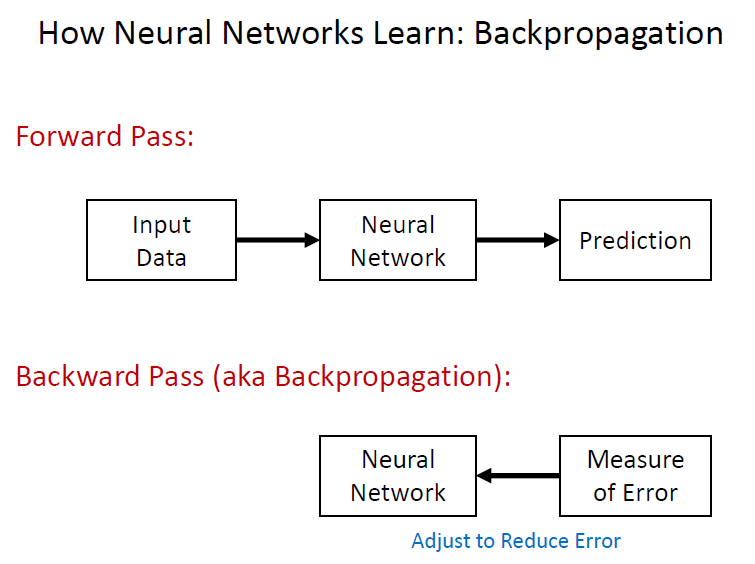 How Neural Networks Learn: Backpropagation
Forward Pass:
Input
Data
Neural
Network
Prediction
Backward Pass (aka Backpropagation):
Neural
Network
Measure
of Error
Adjust to Reduce Error